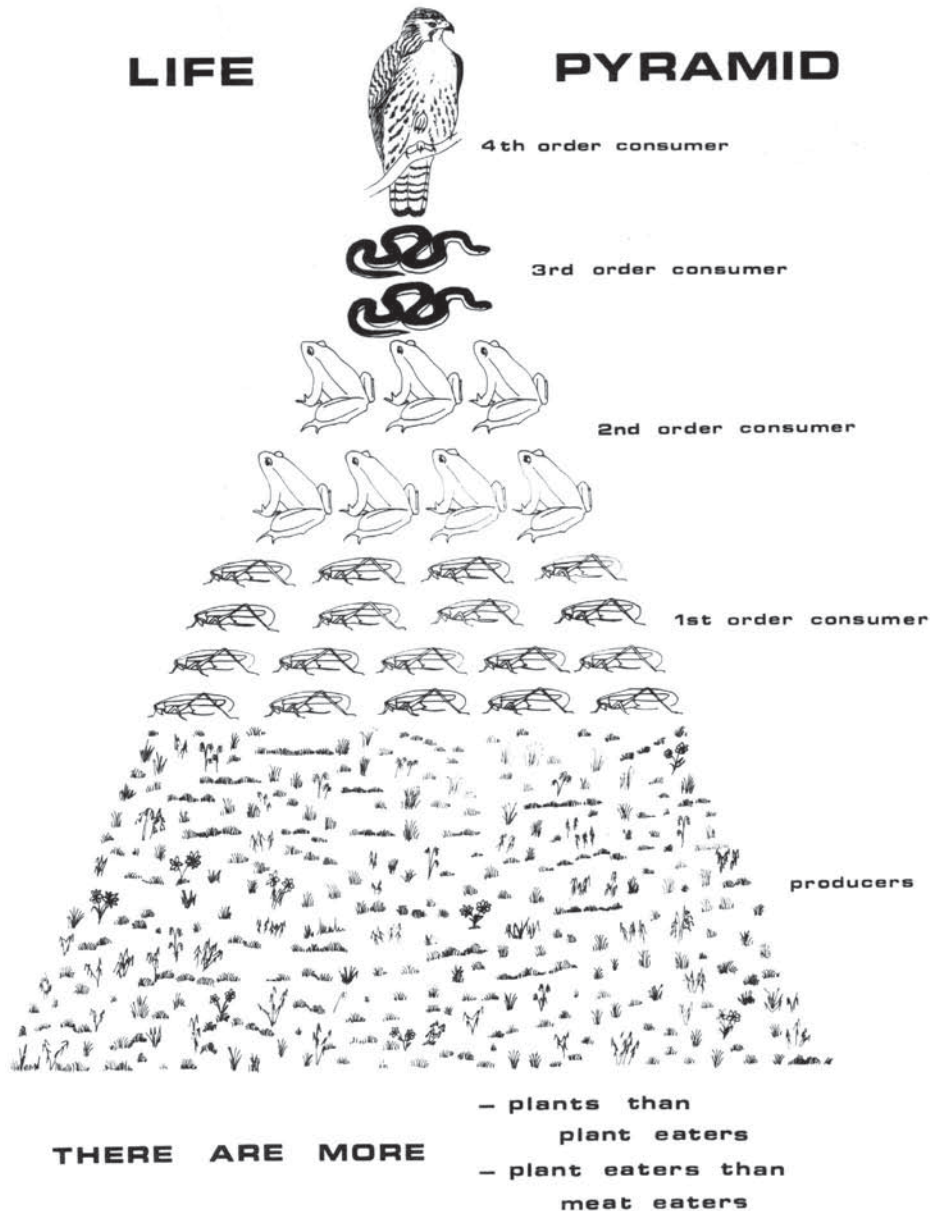 LIFE PYRAMID
4th order consumer
3rd order consumer
2nd order consumer
1st order consumer
producers
THERE ARE MORE
– plants than
plant eaters
– plant eaters than
meat eaters